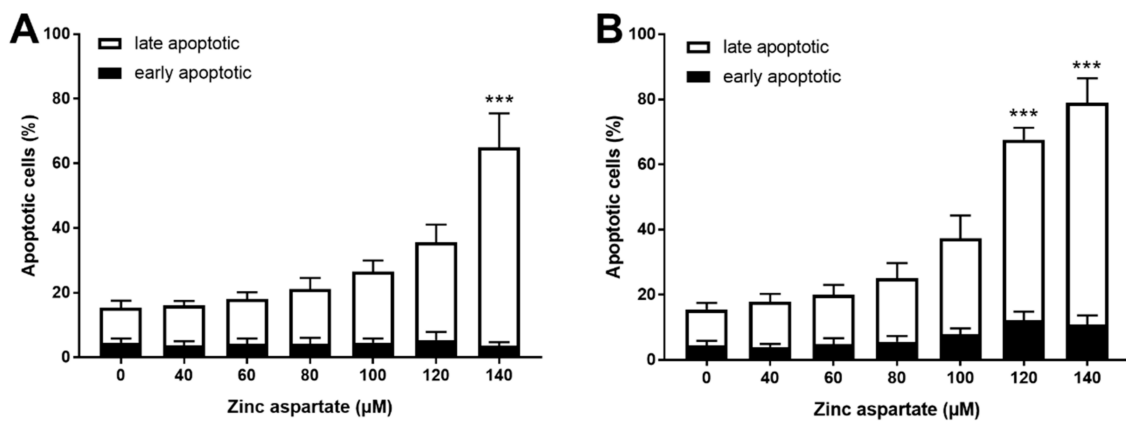 A
late apoptotic
early apoptotic
Apoptotic cells (%)
100
80
60
40
20
0
***
0 40 60 80 100 120 140
Zinc aspartate (µM)
B
late apoptotic
early apoptotic
Apoptotic cells (%)
100
80
60
40
20
0
***
***
0 40 60 80 100 120 140
Zinc aspartate (µM)